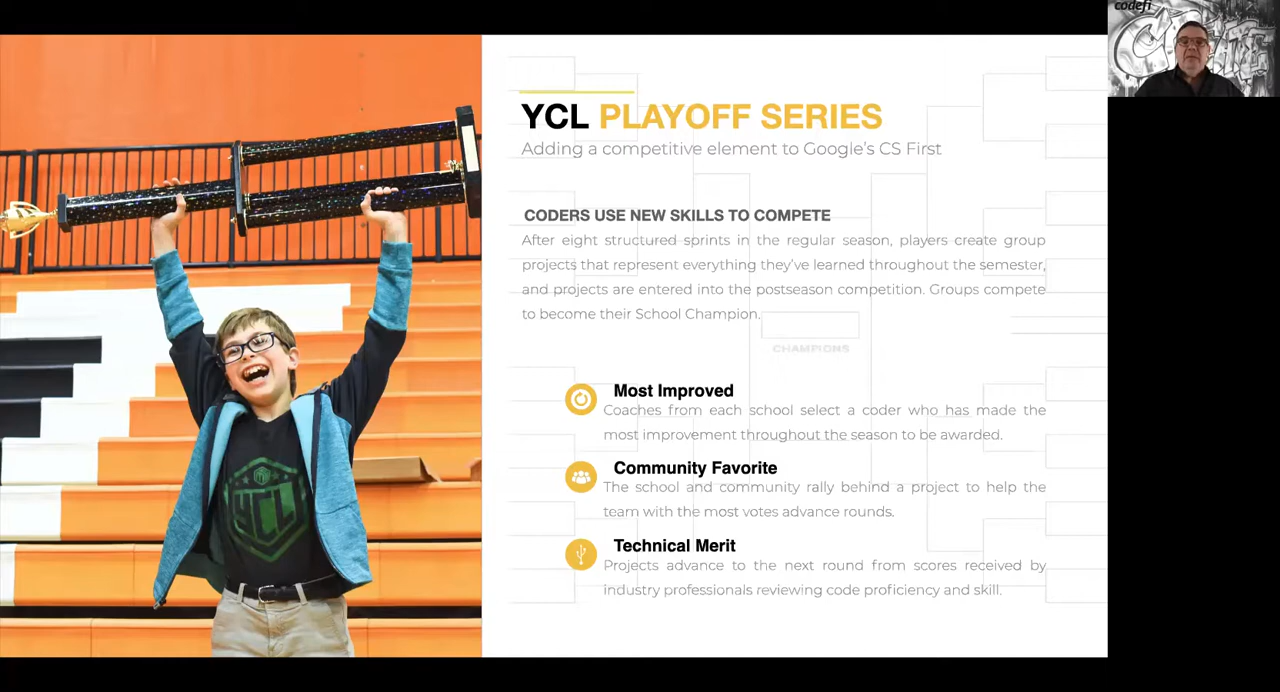 codefi
YCL PLAYOFF SERIES
Adding a competitive element to Google's CS First
CODERS USE NEW SKILLS TO COMPETE
After eight structured sprints in the regular season, players create group
projects that represent everything they've learned throughout the semester,
and projects are entered into the postseason competition. Groups compete
to become their School Champion.
CHAMPIONS
Most Improved
Coaches from each school select a coder who has made the
most improvement throughout the season to be awarded.
Community Favorite
The school and community rally behind a project to help the
team with the most votes advance rounds.
Technical Merit
Projects advance to the next round from scores received by
industry professionals reviewing code proficiency and skill.
YCL